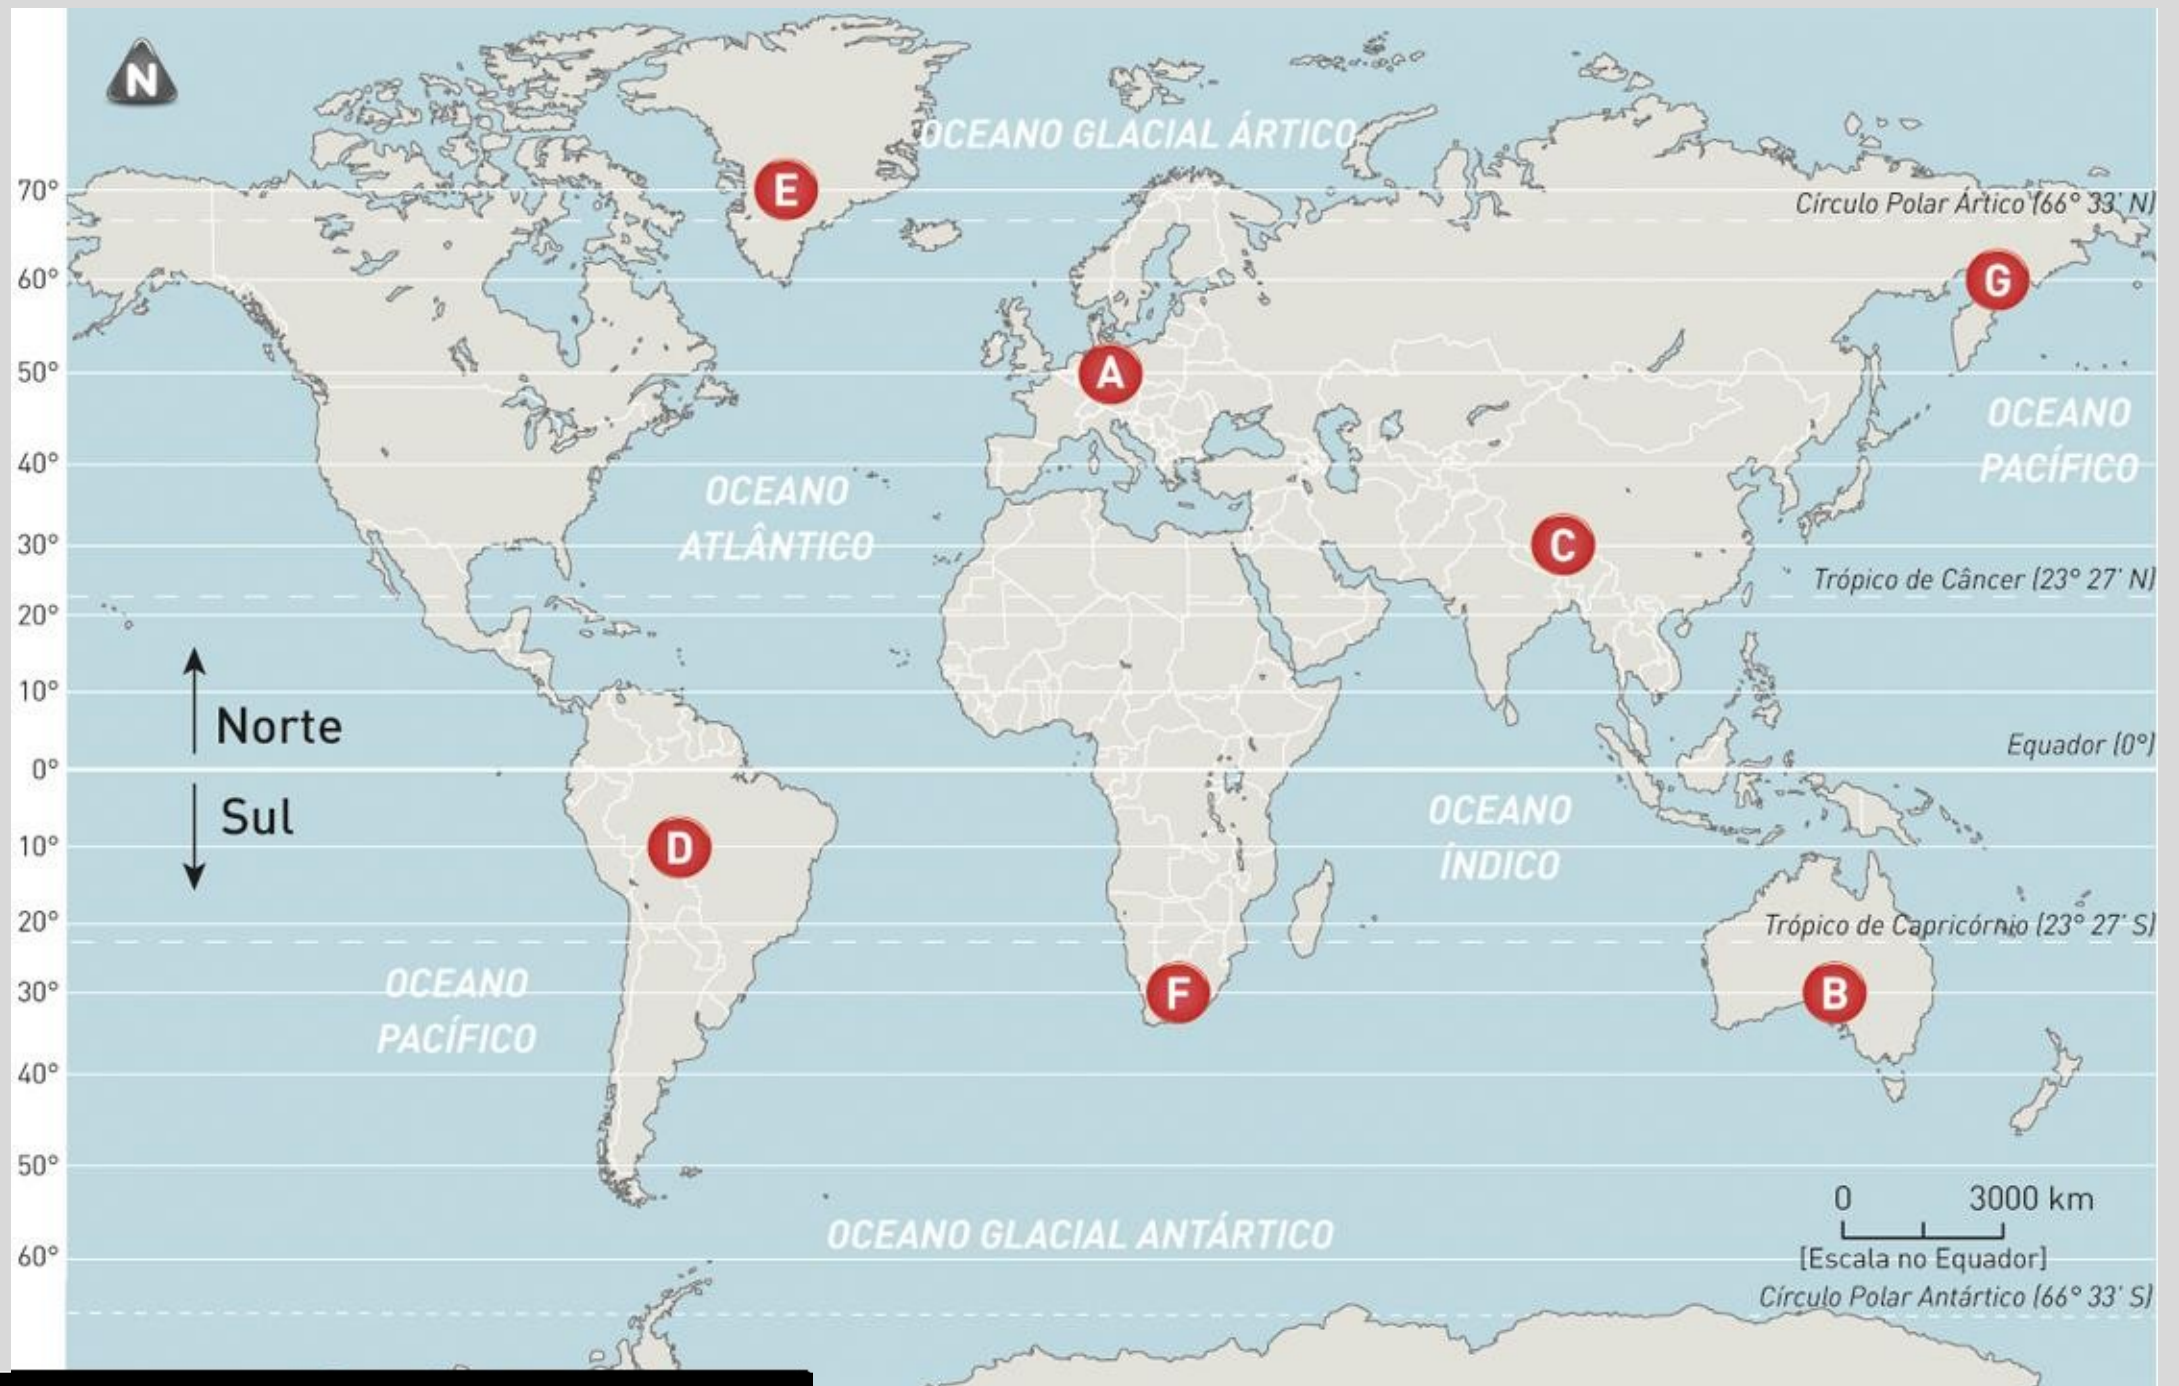 N
OCEANO GLACIAL ÁRTICO
70°
E
Círculo Polar Ártico (66° 33' N)
60°
G
50°
A
OCEANO
PACÍFICO
40°
OCEANO
ATLÂNTICO
30°
C
Trópico de Câncer (23° 27' N)
20°
10°
Norte
Equador (0°)
0°
Sul
OCEANO
ÍNDICO
10°
D
20°
Trópico de Capricórnio (23° 27' S)
OCEANO
PACÍFICO
30°
F
B
40°
50°
0 3000 km
OCEANO GLACIAL ANTÁRTICO
60°
[Escala no Equador]
Círculo Polar Antártico (66° 33' S)